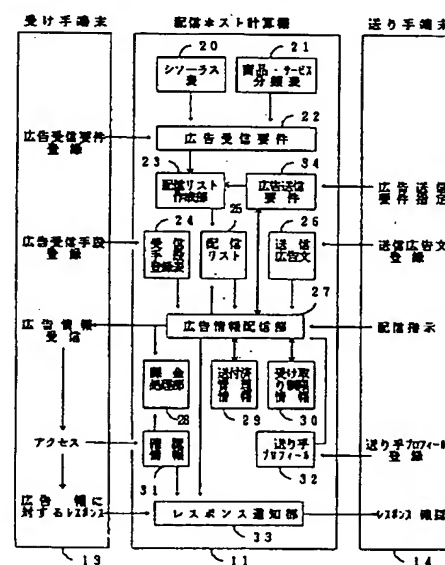 受け手端末
配信ホスト計算機
送り手端末
20
21
シソーラス
表
商品・サービス
分類表
22
広告受信要件
登録
広告受信要件
23
34
配信リスト
作成部
広告送信
要件
広告送信
要件指定
24
25
26
広告受信手段
登録
受信
手段
登録表
配信
リスト
送信
広告文
送信広告文
登録
27
広告情報
受信
広告情報配信部
配信指示
課金
処理部
送付済
管理
情報
受け取
り制限
情報
28
29
30
アクセス
確認
情報
送り手
プロフィール
送り手プロフィール
登録
31
32
広告情報に
対するレスポンス
レスポンス通知部
レスポンス確認
33
13
11
14